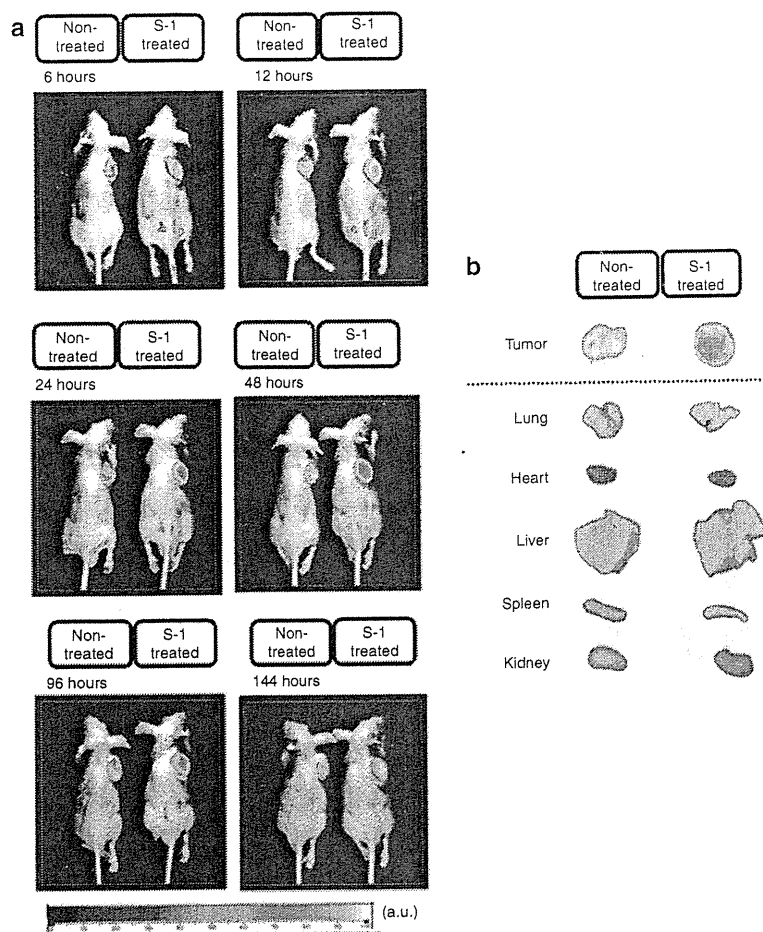 a
Non-
treated
S-1
treated
6 hours
Non-
treated
S-1
treated
12 hours
Non-
treated
S-1
treated
24 hours
Non-
treated
S-1
treated
48 hours
Non-
treated
S-1
treated
96 hours
Non-
treated
S-1
treated
144 hours
(a.u.)
b
Non-
treated
S-1
treated
Tumor
Lung
Heart
Liver
Spleen
Kidney